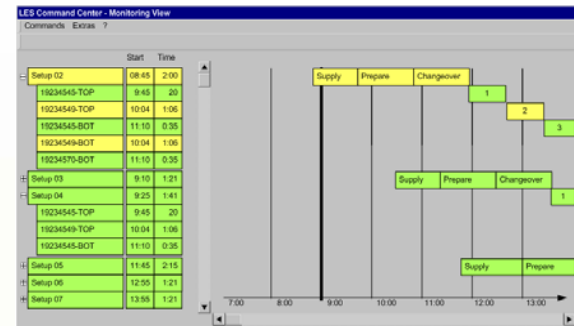 LES Command Center - Monitoring View
Commands Extras ?
Start Time
Setup 02 08:45 2:00 Supply Prepare Changeover
19234545-TOP 9:45 20 1
19234549-TOP 10:04 1:06 2
19234545-BOT 11:10 0:35 3
19234549-BOT 10:04 1:06
19234570-BOT 11:10 0:35
Setup 03 9:10 1:21 Supply Prepare Changeover
Setup 04 9:25 1:41 1
19234545-TOP 9:45 20
19234549-TOP 10:04 1:06
19234545-BOT 11:10 0:35
Setup 05 11:45 2:15 Supply Prepare
Setup 06 12:55 1:21
Setup 07 13:55 1:21
7:00 8:00 9:00 10:00 11:00 12:00 13:00